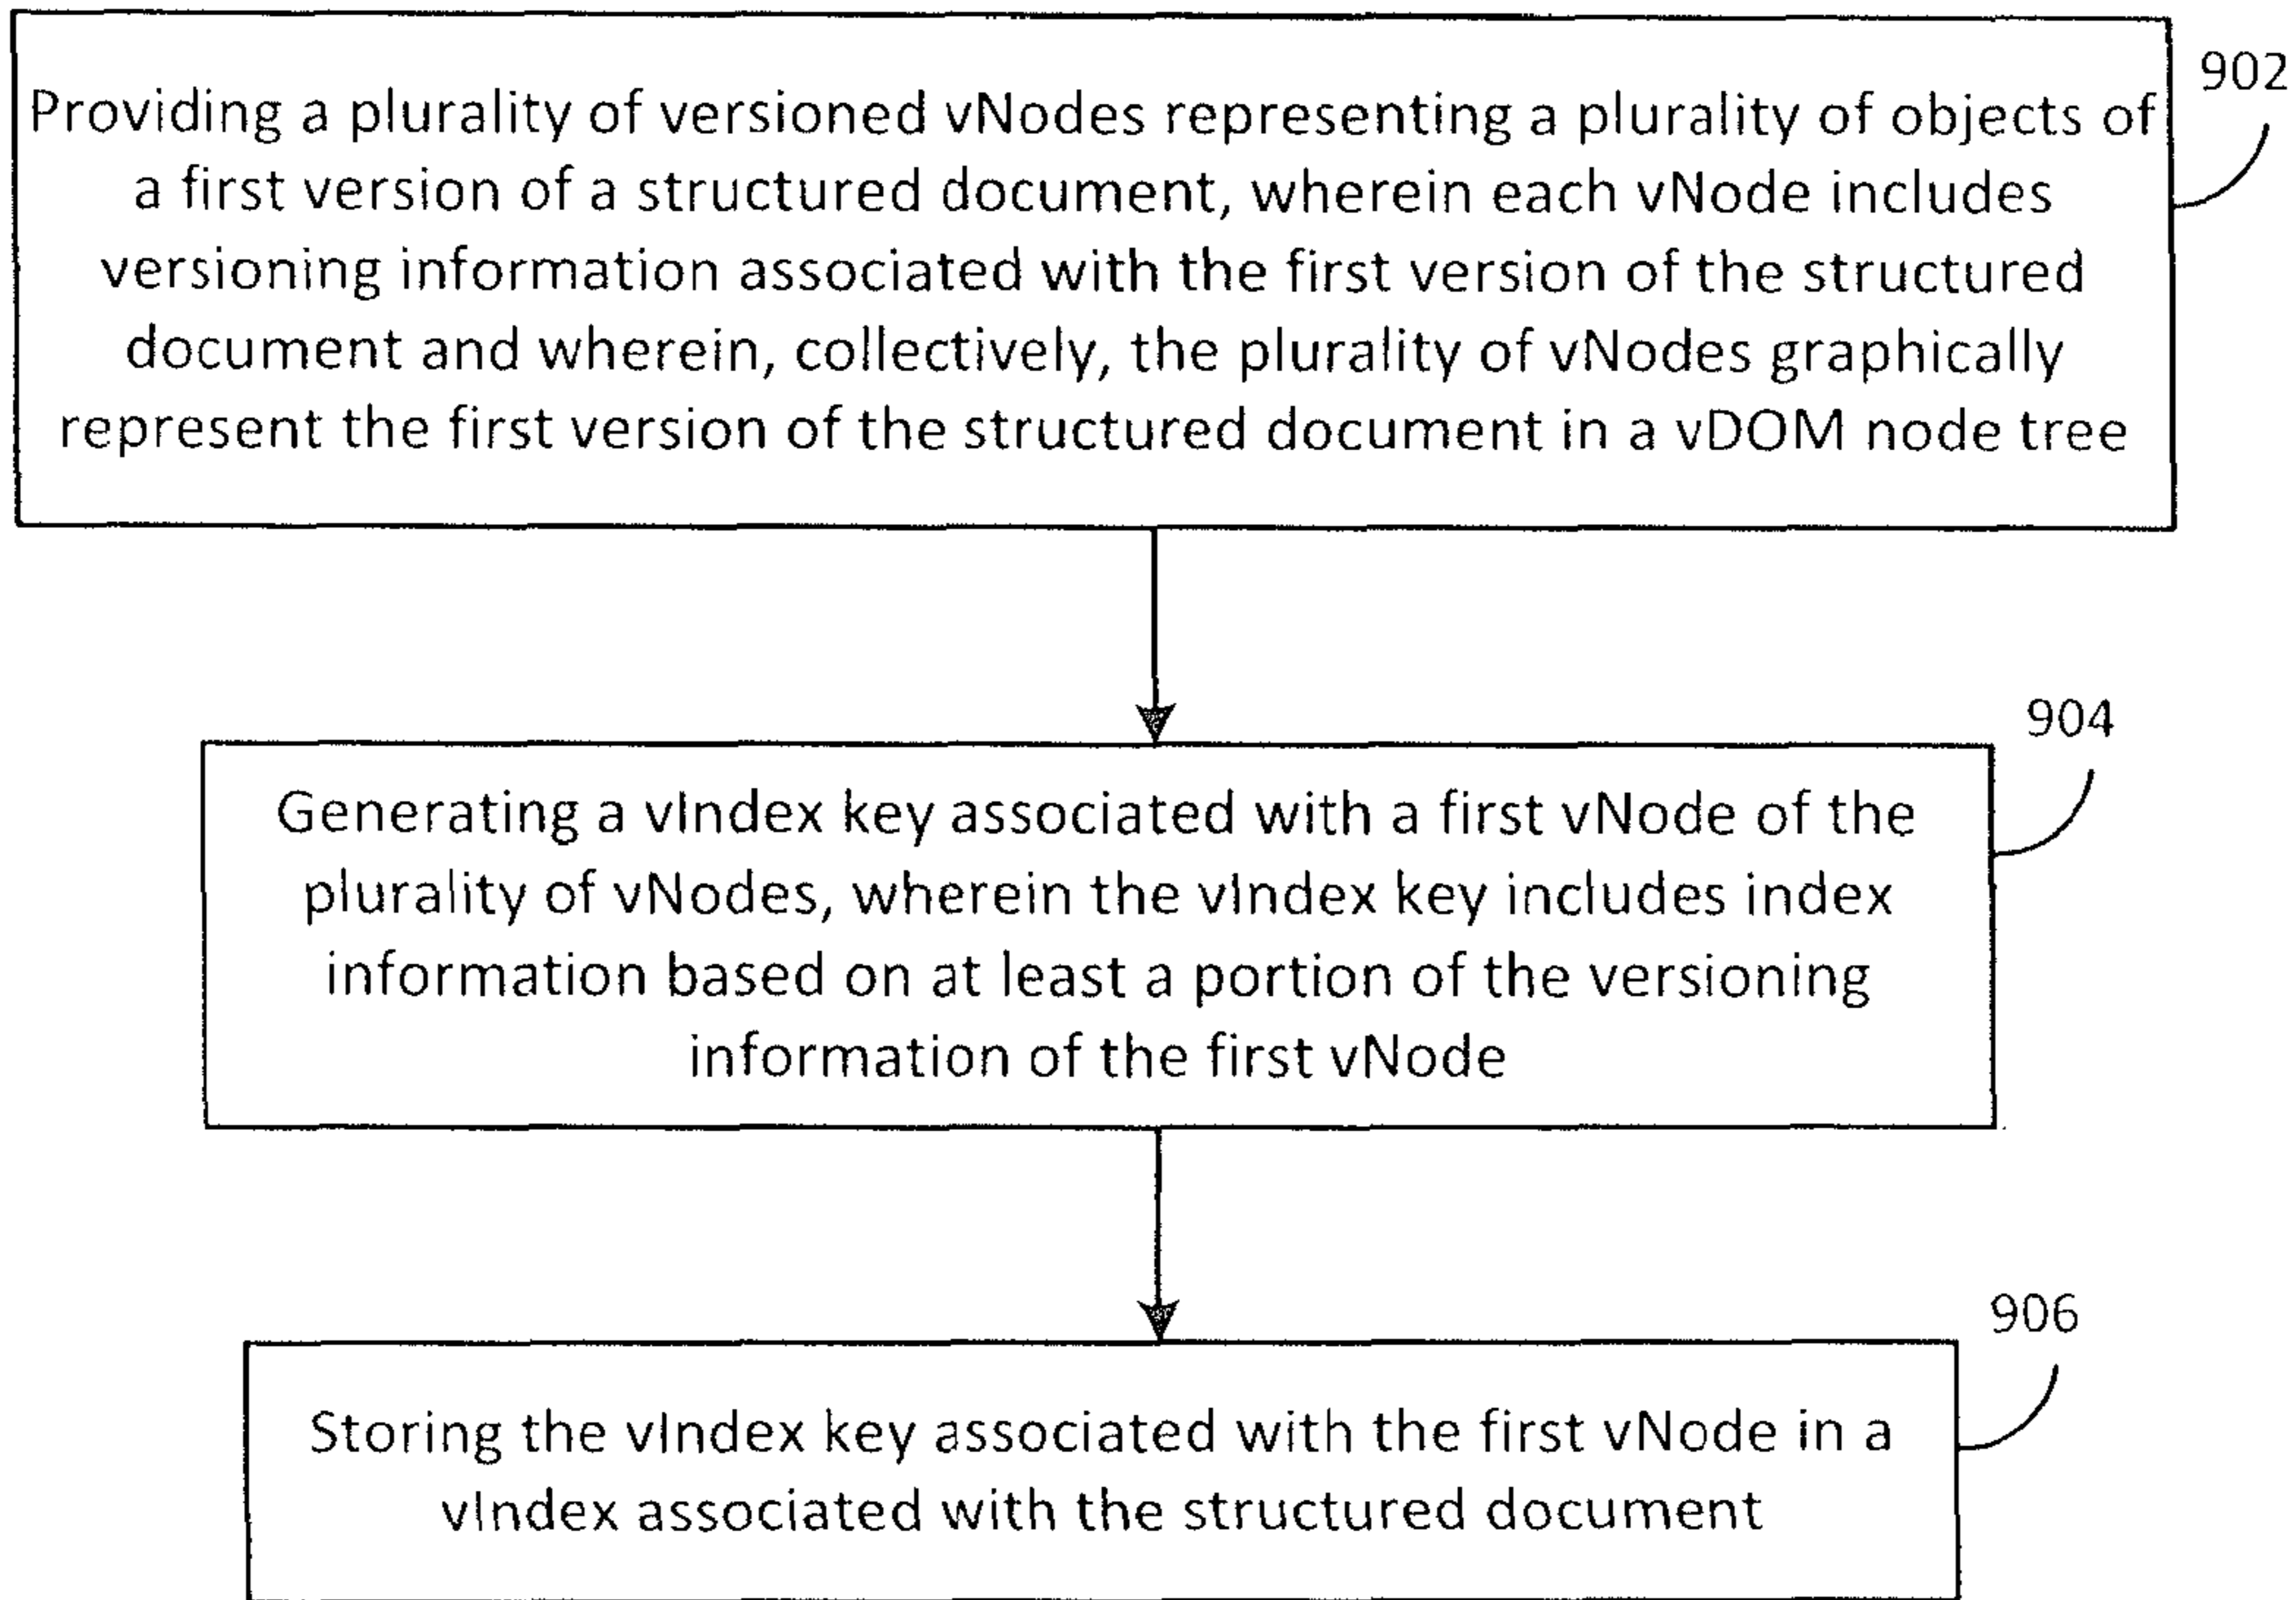 902
Providing a plurality of versioned vNodes representing a plurality of objects of
a first version of a structured document, wherein each vNode includes
versioning information associated with the first version of the structured
document and wherein, collectively, the plurality of vNodes graphically
represent the first version of the structured document in a vDOM node tree
904
Generating a vIndex key associated with a first vNode of the
plurality of vNodes, wherein the vIndex key includes index
information based on at least a portion of the versioning
information of the first vNode
906
Storing the vIndex key associated with the first vNode in a
vIndex associated with the structured document